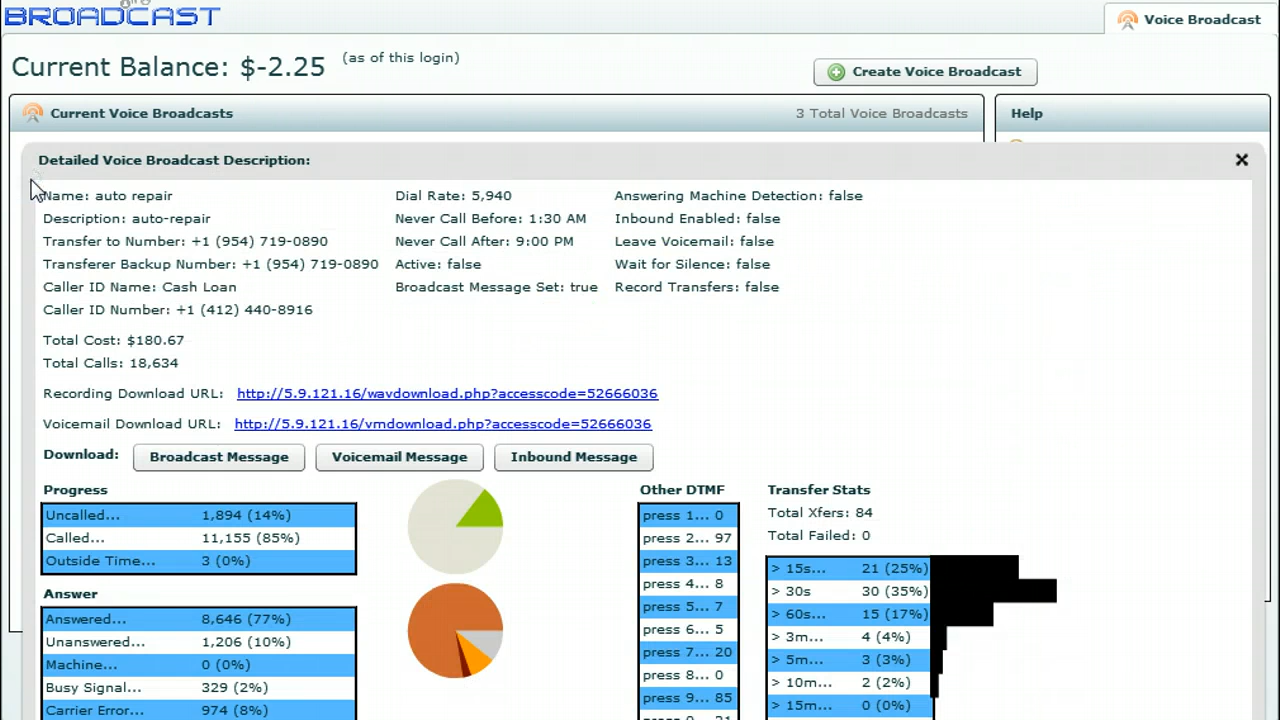 BROADCAST
Voice Broadcast
Current Balance: $-2.25 (as of this login)
Create Voice Broadcast
Current Voice Broadcasts
3 Total Voice Broadcasts
Help
Detailed Voice Broadcast Description:
Name: auto repair
Description: auto-repair
Transfer to Number: +1 (954) 719-0890
Transferer Backup Number: +1 (954) 719-0890
Caller ID Name: Cash Loan
Caller ID Number: +1 (412) 440-8916
Dial Rate: 5,940
Never Call Before: 1:30 AM
Never Call After: 9:00 PM
Active: false
Broadcast Message Set: true
Answering Machine Detection: false
Inbound Enabled: false
Leave Voicemail: false
Wait for Silence: false
Record Transfers: false
Total Cost: $180.67
Total Calls: 18,634
Recording Download URL: http://5.9.121.16/wavdownload.php?accesscode=52666036
Voicemail Download URL: http://5.9.121.16/vmdownload.php?accesscode=52666036
Download: Broadcast Message Voicemail Message Inbound Message
Progress
Uncalled... 1,894 (14%)
Called... 11,155 (85%)
Outside Time... 3 (0%)
Answer
Answered... 8,646 (77%)
Unanswered... 1,206 (10%)
Machine... 0 (0%)
Busy Signal... 329 (2%)
Carrier Error... 974 (8%)
Other DTMF
press 1... 0
press 2... 97
press 3... 13
press 4... 8
press 5... 7
press 6... 5
press 7... 20
press 8... 0
press 9... 85
Transfer Stats
Total Xfers: 84
Total Failed: 0
> 15s... 21 (25%)
> 30s 30 (35%)
> 60s... 15 (17%)
> 3m... 4 (4%)
> 5m... 3 (3%)
> 10m... 2 (2%)
> 15m... 0 (0%)